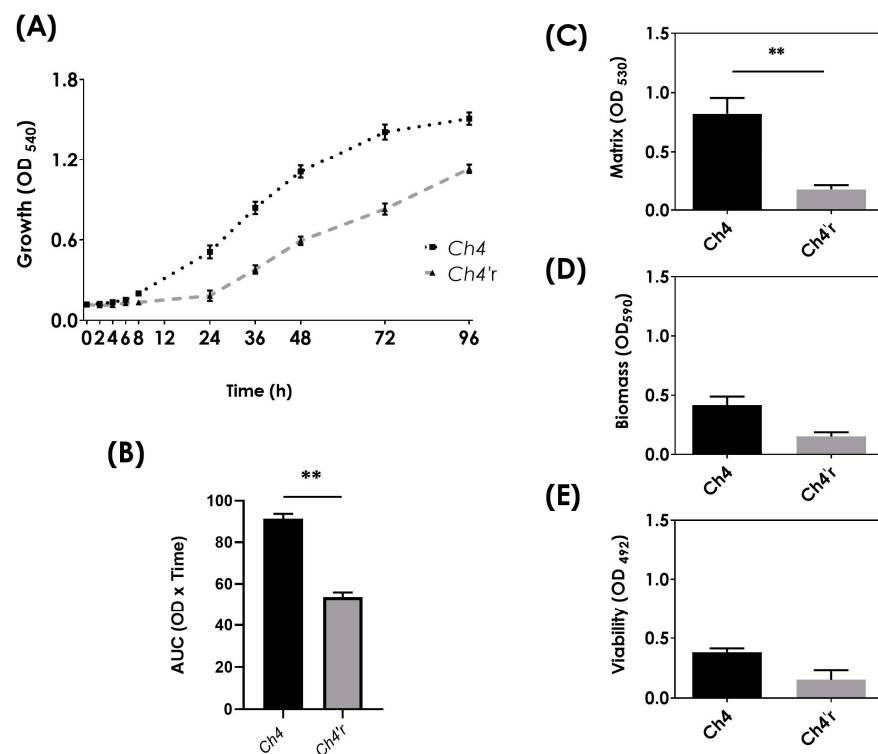 (A)
Growth (OD 540)
1.8
1.2
0.6
0.0
0 2 4 6 8 12 24 36 48 72 96
Time (h)
Ch4
Ch4'r
(B)
**
AUC (OD x Time)
100
80
60
40
20
0
Ch4 Ch4'r
(C)
**
Matrix (OD 530)
1.5
1.0
0.5
0.0
Ch4 Ch4'r
(D)
Biomass (OD590)
1.5
1.0
0.5
0.0
Ch4 Ch4'r
(E)
Viability (OD 492)
1.5
1.0
0.5
0.0
Ch4 Ch4'r